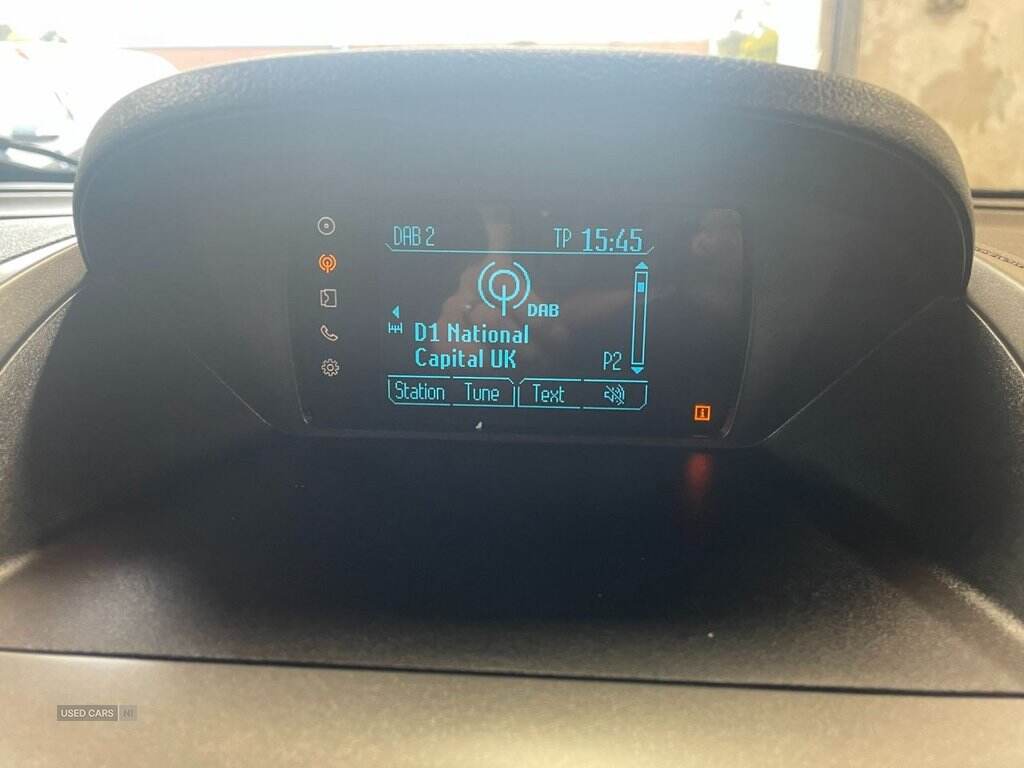 DAB 2 TP 15:45
DAB
D1 National
Capital UK P2
Station Tune Text
USED CARS NI